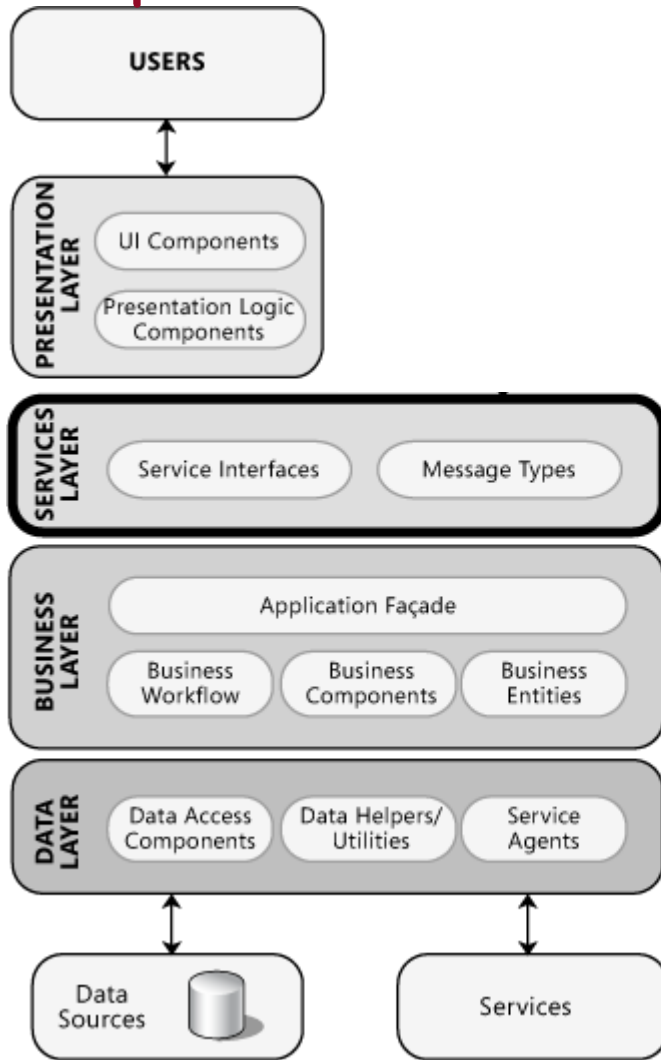 USERS
PRESENTATION
LAYER
UI Components
Presentation Logic
Components
SERVICES
LAYER
Service Interfaces
Message Types
BUSINESS
LAYER
Application Façade
Business
Workflow
Business
Components
Business
Entities
DATA
LAYER
Data Access
Components
Data Helpers/
Utilities
Service
Agents
Data
Sources
Services